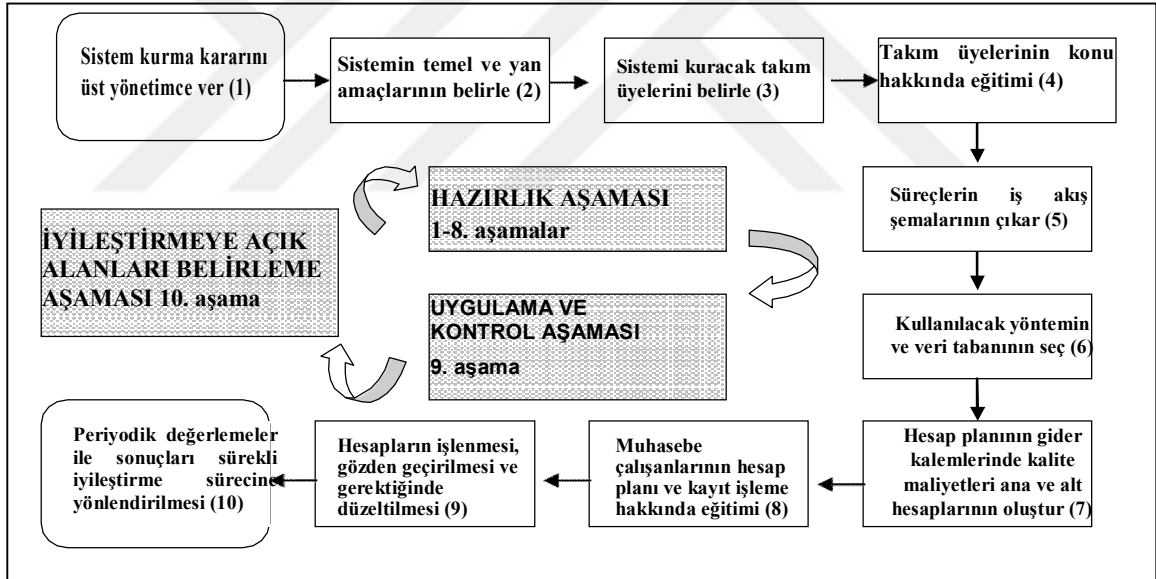 Sistem kurma kararını
üst yönetimce ver (1)
Sistemin temel ve yan
amaçlarının belirle (2)
Sistemi kuracak takım
üyelerini belirle (3)
Takım üyelerinin konu
hakkında eğitimi (4)
Süreçlerin iş akış
şemalarının çıkar (5)
Kullanılacak yöntemin
ve veri tabanının seç (6)
Hesap planının gider
kalemlerinde kalite
maliyetleri ana ve alt
hesaplarının oluştur (7)
Muhasebe
çalışanlarının hesap
planı ve kayıt işleme
hakkında eğitimi (8)
Hesapların işlenmesi,
gözden geçirilmesi ve
gerektiğinde
düzeltilmesi (9)
Periyodik değerlemeler
ile sonuçları sürekli
iyileştirme sürecine
yönlendirilmesi (10)
HAZIRLIK AŞAMASI
1-8. aşamalar
UYGULAMA VE
KONTROL AŞAMASI
9. aşama
İYİLEŞTİRMEYE AÇIK
ALANLARI BELİRLEME
AŞAMASI 10. aşama